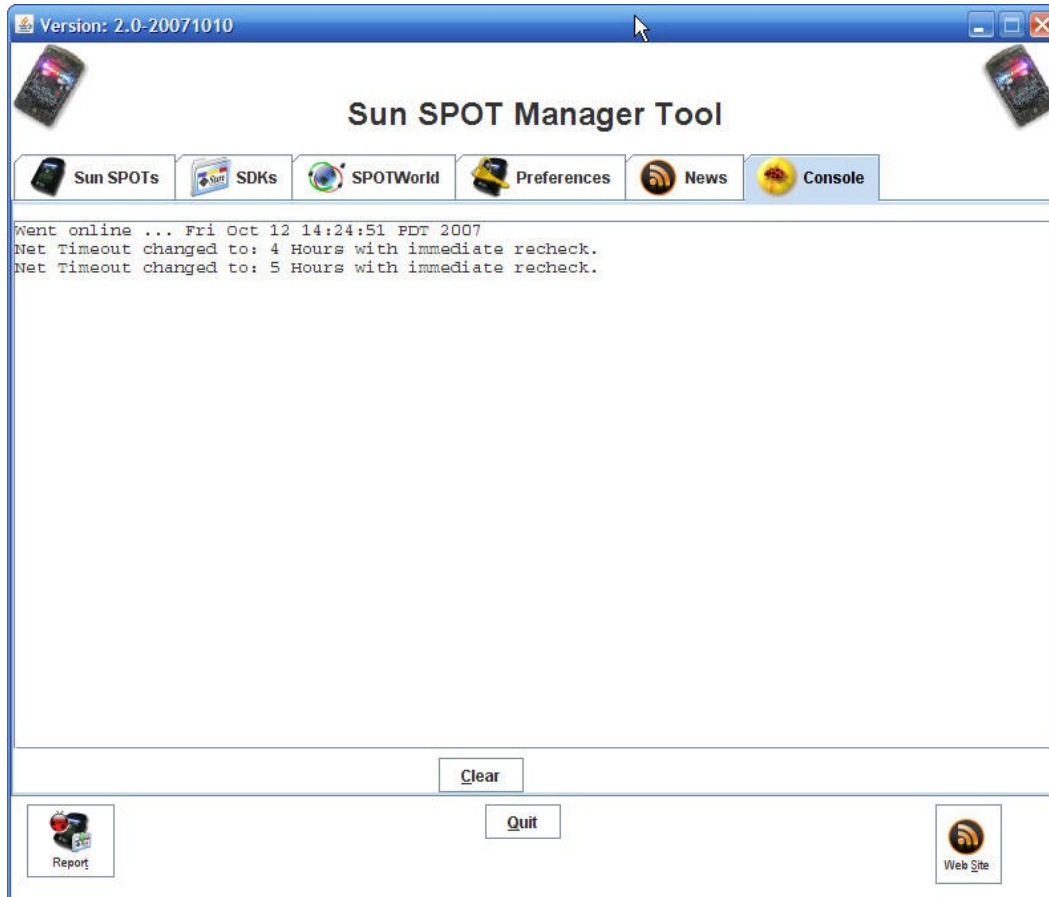 Version: 2.0-20071010
Sun SPOT Manager Tool
Sun SPOTs SDKs SPOTWorld Preferences News Console
Went online ... Fri Oct 12 14:24:51 PDT 2007
Net Timeout changed to: 4 Hours with immediate recheck.
Net Timeout changed to: 5 Hours with immediate recheck.
Clear
Quit
Report
Web Site